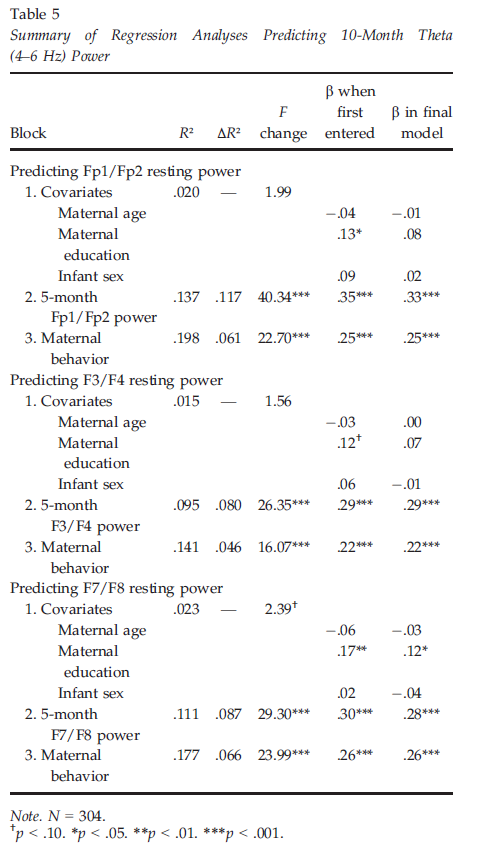 Table 5
Summary of Regression Analyses Predicting 10-Month Theta
(4–6 Hz) Power
β when
F first β in final
Block R² ΔR² change entered model
Predicting Fp1/Fp2 resting power
1. Covariates .020 — 1.99
Maternal age −.04 −.01
Maternal .13* .08
education
Infant sex .09 .02
2. 5-month .137 .117 40.34*** .35*** .33***
Fp1/Fp2 power
3. Maternal .198 .061 22.70*** .25*** .25***
behavior
Predicting F3/F4 resting power
1. Covariates .015 — 1.56
Maternal age −.03 .00
Maternal .12† .07
education
Infant sex .06 −.01
2. 5-month .095 .080 26.35*** .29*** .29***
F3/F4 power
3. Maternal .141 .046 16.07*** .22*** .22***
behavior
Predicting F7/F8 resting power
1. Covariates .023 — 2.39†
Maternal age −.06 −.03
Maternal .17** .12*
education
Infant sex .02 −.04
2. 5-month .111 .087 29.30*** .30*** .28***
F7/F8 power
3. Maternal .177 .066 23.99*** .26*** .26***
behavior
Note. N = 304.
†p < .10. *p < .05. **p < .01. ***p < .001.